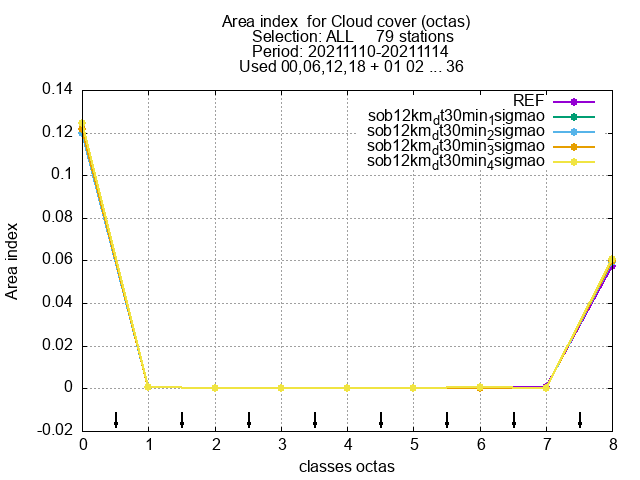 Area index  for Cloud cover (octas)
Selection: ALL     79 stations
Period: 20211110-20211114
Used 00,06,12,18 + 01 02 ... 36
REF
sob12km_dt30min_1sigmao
sob12km_dt30min_2sigmao
sob12km_dt30min_3sigmao
sob12km_dt30min_4sigmao
0.14
0.12
0.1
0.08
0.06
0.04
0.02
0
-0.02
Area index
0 1 2 3 4 5 6 7 8
classes octas